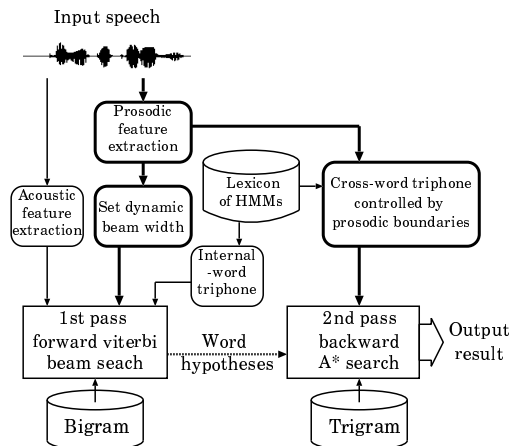 Input speech
Prosodic
feature
extraction
Lexicon
of HMMs
Cross-word triphone
controlled by
prosodic boundaries
Acoustic
feature
extraction
Set dynamic
beam width
Internal
-word
triphone
1st pass
forward viterbi
beam seach
Word
hypotheses
2nd pass
backward
A* search
Output
result
Bigram
Trigram